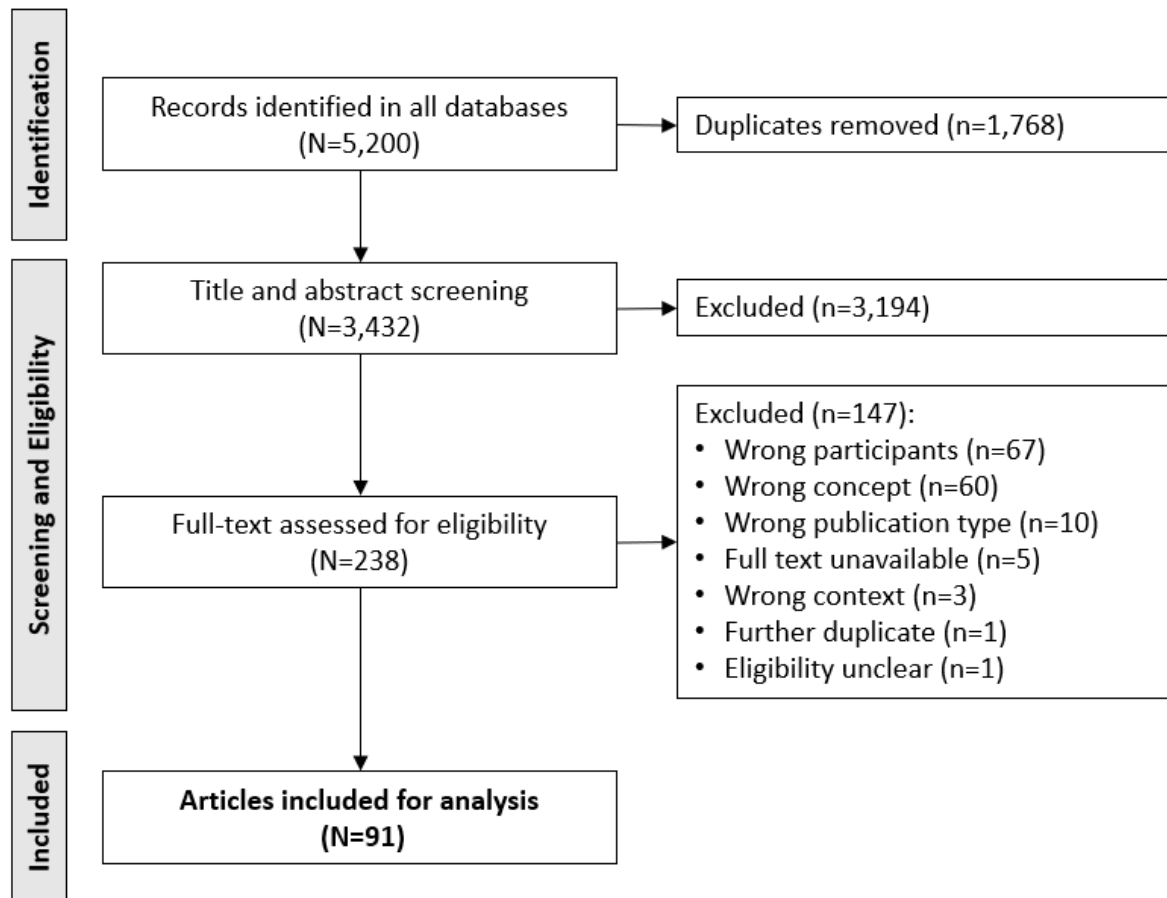 Identification
Records identified in all databases
(N=5,200)
Duplicates removed (n=1,768)
Screening and Eligibility
Title and abstract screening
(N=3,432)
Excluded (n=3,194)
Full-text assessed for eligibility
(N=238)
Excluded (n=147):
• Wrong participants (n=67)
• Wrong concept (n=60)
• Wrong publication type (n=10)
• Full text unavailable (n=5)
• Wrong context (n=3)
• Further duplicate (n=1)
• Eligibility unclear (n=1)
Included
Articles included for analysis
(N=91)